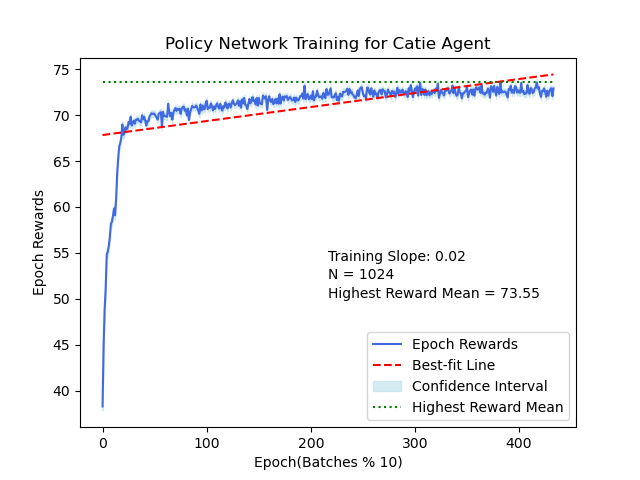 Policy Network Training for Catie Agent
75
70
65
60
55
50
45
40
Epoch Rewards
Training Slope: 0.02
N = 1024
Highest Reward Mean = 73.55
Epoch Rewards
Best-fit Line
Confidence Interval
Highest Reward Mean
0
100
200
300
400
Epoch(Batches % 10)